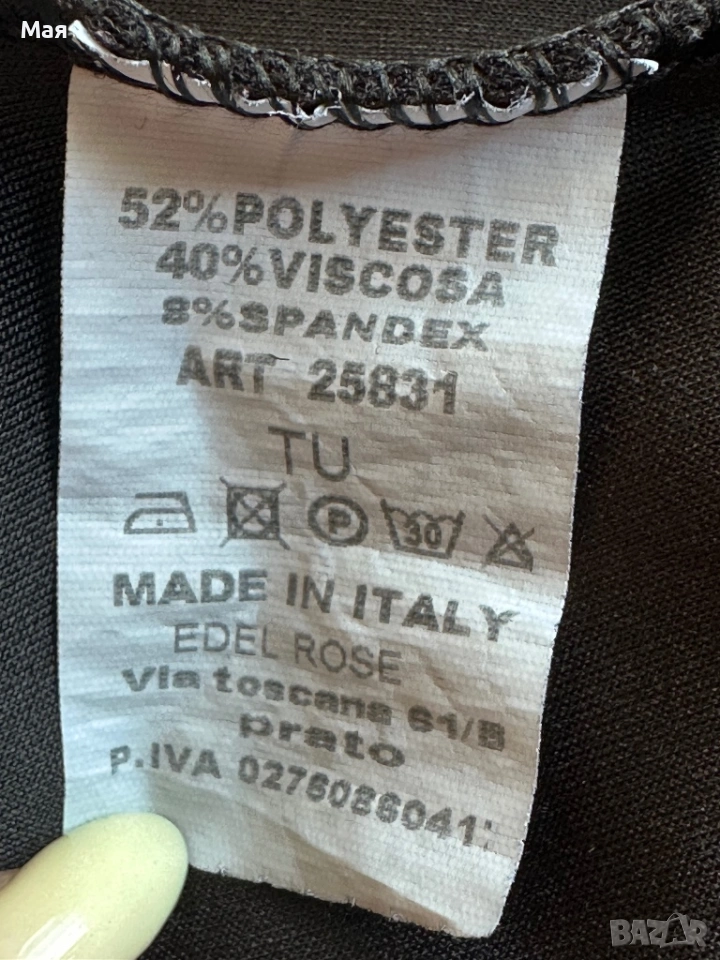 Мая
52%POLYESTER
40%VISCOSA
8%SPANDEX
ART 25831
TU
P 30
MADE IN ITALY
EDEL ROSE
Via toscana 61/B
prato
P.IVA 0276086041
BAZAR